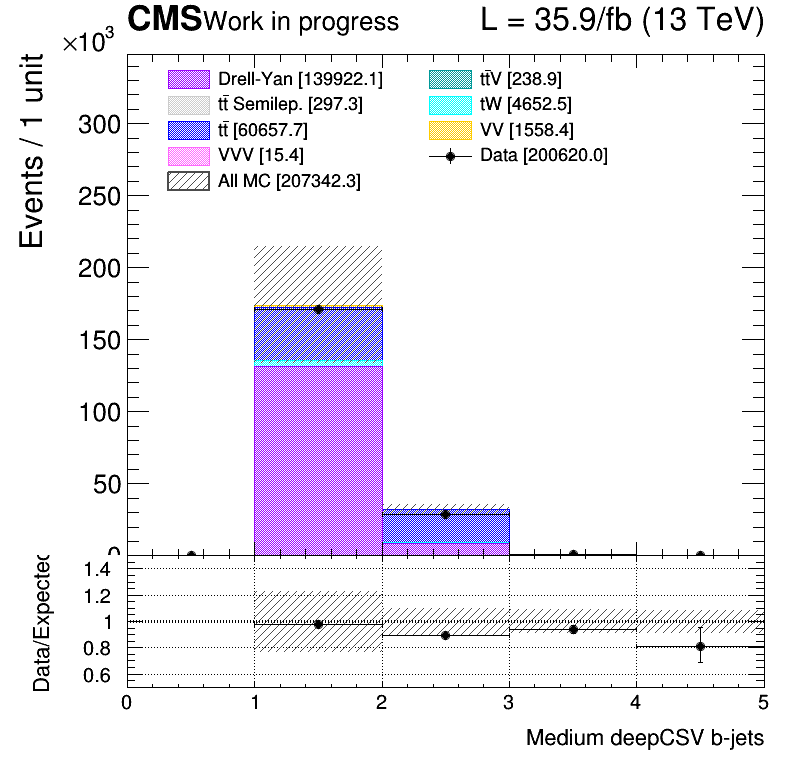 CMS Work in progress L = 35.9/fb (13 TeV)
×10³
Events / 1 unit
Drell-Yan [139922.1]
tt̄ Semilep. [297.3]
tt̄ [60657.7]
VVV [15.4]
All MC [207342.3]
tt̄V [238.9]
tW [4652.5]
VV [1558.4]
Data [200620.0]
300
250
200
150
100
50
0
Data/Expected
1.4
1.2
1
0.8
0.6
0 1 2 3 4 5
Medium deepCSV b-jets